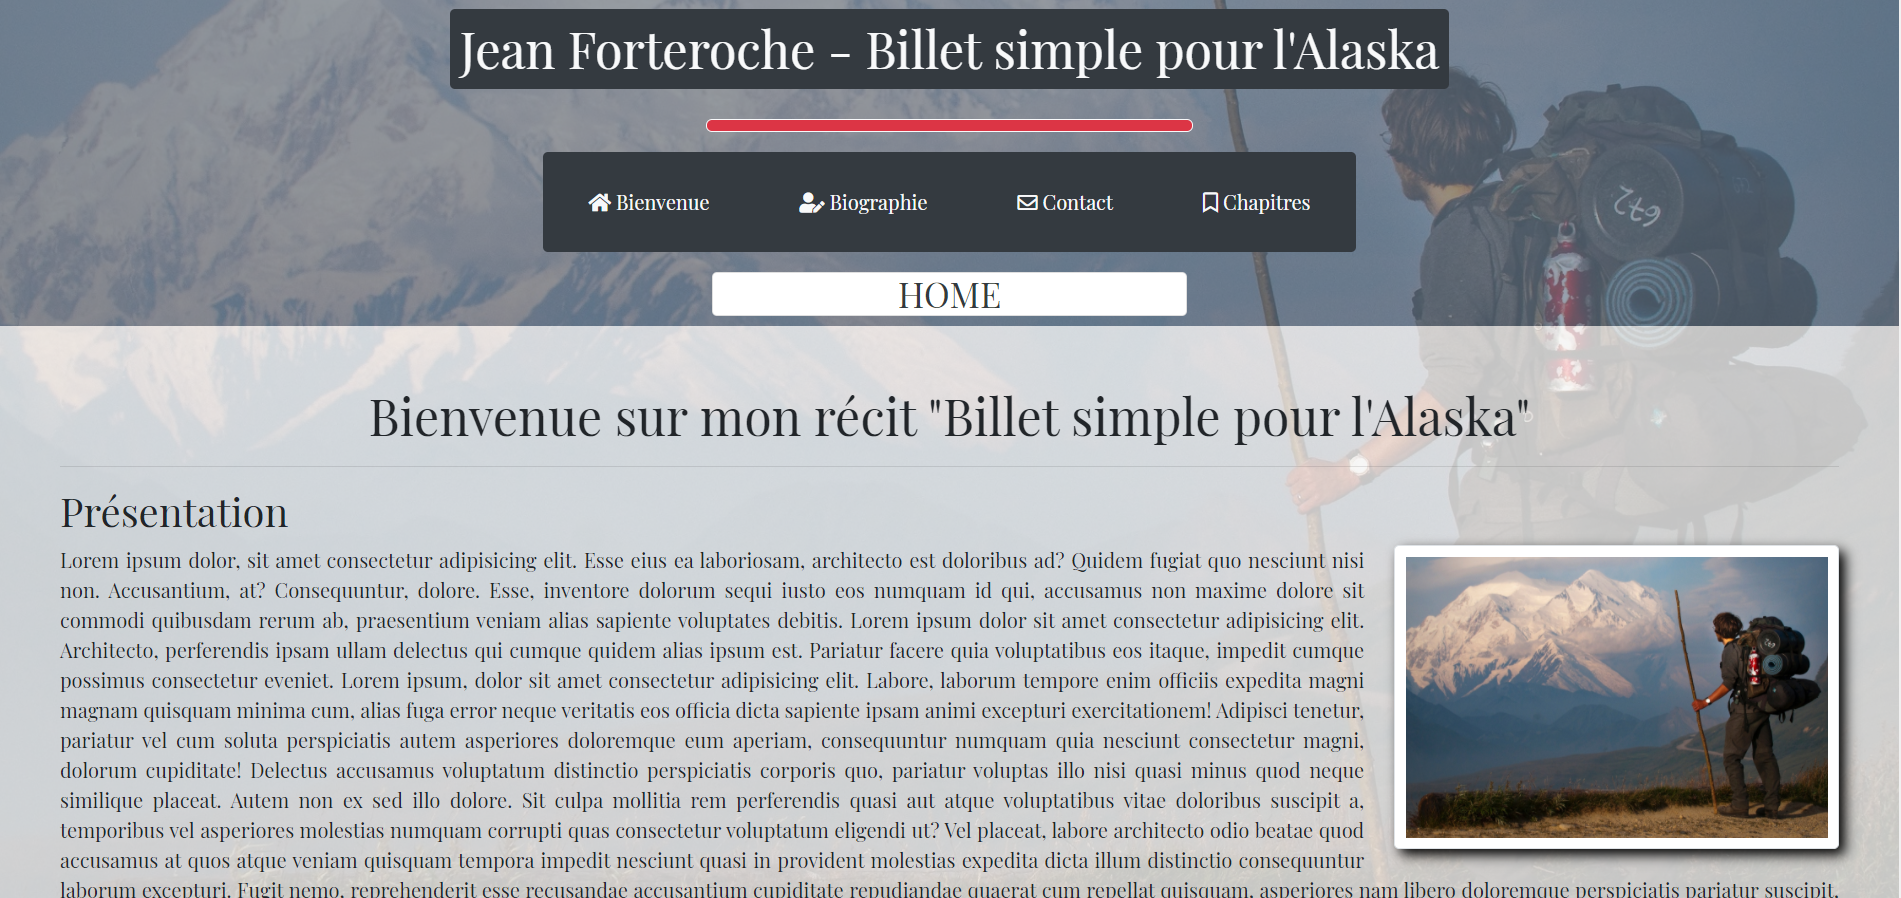 Jean Forteroche - Billet simple pour l'Alaska
Bienvenue
Biographie
Contact
Chapitres
HOME
Bienvenue sur mon récit "Billet simple pour l'Alaska"
Présentation
Lorem ipsum dolor, sit amet consectetur adipisicing elit. Esse eius ea laboriosam, architecto est doloribus ad? Quidem fugiat quo nesciunt nisi
non. Accusantium, at? Consequuntur, dolore. Esse, inventore dolorum sequi iusto eos numquam id qui, accusamus non maxime dolore sit
commodi quibusdam rerum ab, praesentium veniam alias sapiente voluptates debitis. Lorem ipsum dolor sit amet consectetur adipisicing elit.
Architecto, perferendis ipsam ullam delectus qui cumque quidem alias ipsum est. Pariatur facere quia voluptatibus eos itaque, impedit cumque
possimus consectetur eveniet. Lorem ipsum, dolor sit amet consectetur adipisicing elit. Labore, laborum tempore enim officiis expedita magni
magnam quisquam minima cum, alias fuga error neque veritatis eos officia dicta sapiente ipsam animi excepturi exercitationem! Adipisci tenetur,
pariatur vel cum soluta perspiciatis autem asperiores doloremque eum aperiam, consequuntur numquam quia nesciunt consectetur magni,
dolorum cupiditate! Delectus accusamus voluptatum distinctio perspiciatis corporis quo, pariatur voluptas illo nisi quasi minus quod neque
similique placeat. Autem non ex sed illo dolore. Sit culpa mollitia rem perferendis quasi aut atque voluptatibus vitae doloribus suscipit a,
temporibus vel asperiores molestias numquam corrupti quas consectetur voluptatum eligendi ut? Vel placeat, labore architecto odio beatae quod
accusamus at quos atque veniam quisquam tempora impedit nesciunt quasi in provident molestias expedita dicta illum distinctio consequuntur
laborum excepturi. Fugit nemo, reprehenderit esse recusandae accusantium cupiditate repudiandae quaerat cum repellat quisquam, asperiores nam libero doloremque perspiciatis pariatur suscipit,